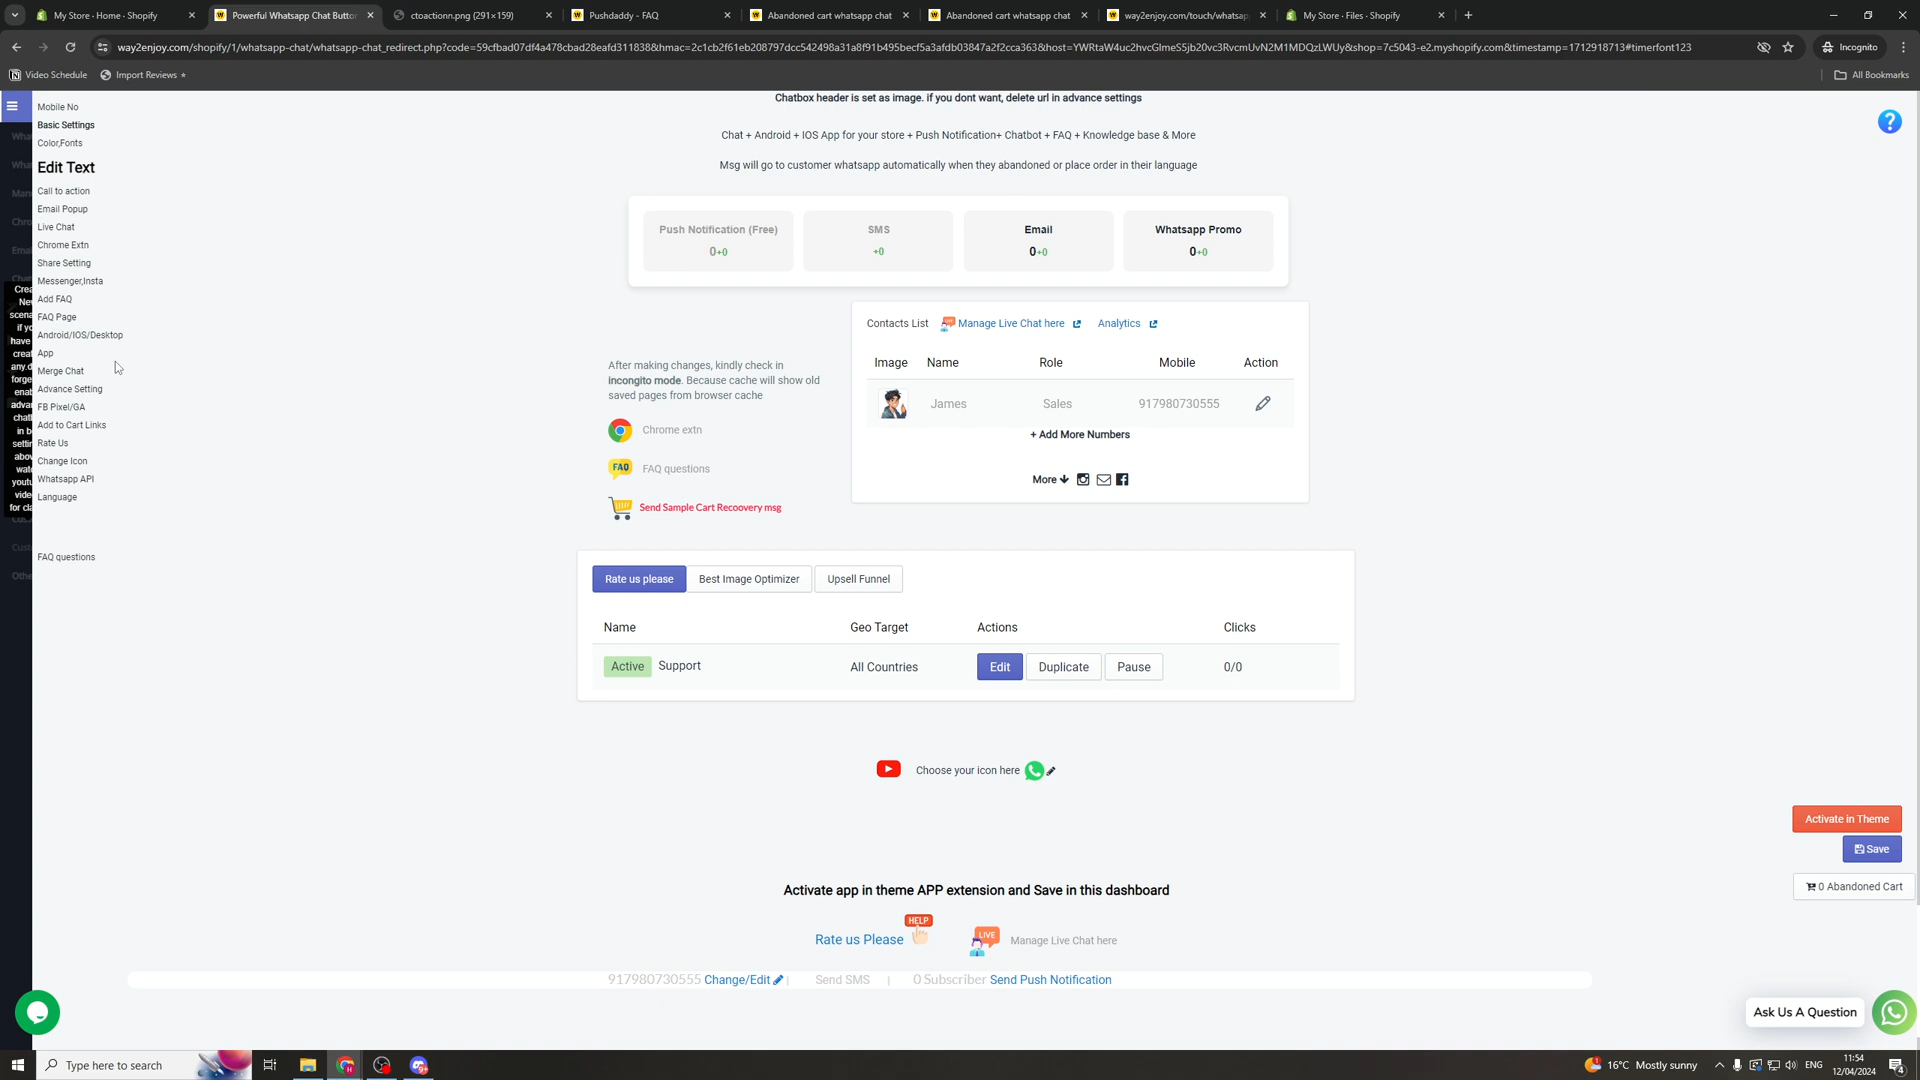 My Store · Home · Shopify
Powerful Whatsapp Chat Button
ctoactionn.png (291×159)
Pushdaddy - FAQ
Abandoned cart whatsapp chat
Abandoned cart whatsapp chat
way2enjoy.com/touch/whatsap
My Store · Files · Shopify
way2enjoy.com/shopify/1/whatsapp-chat/whatsapp-chat_redirect.php?code=59cfbad07df4a478cbad28eafd311838&hmac=2c1cb2f61eb208797dcc542498a31a8f91b495becf5a3afdb03847a2f2cca363&host=YWRtaW4uc2hvcGlmeS5jb20vc3RvcmUvN2M1MDQzLWUy&shop=7c5043-e2.myshopify.com&timestamp=1712918713#timerfont123
Incognito
Video Schedule
Import Reviews
All Bookmarks
Mobile No
Basic Settings
Color,Fonts
Edit Text
Call to action
Email Popup
Live Chat
Chrome Extn
Share Setting
Messenger,Insta
Add FAQ
FAQ Page
Android/IOS/Desktop
App
Merge Chat
Advance Setting
FB Pixel/GA
Add to Cart Links
Rate Us
Change Icon
Whatsapp API
Language
FAQ questions
Chatbox header is set as image. if you dont want, delete url in advance settings
Chat + Android + IOS App for your store + Push Notification+ Chatbot + FAQ + Knowledge base & More
Msg will go to customer whatsapp automatically when they abandoned or place order in their language
Push Notification (Free)
0+0
SMS
+0
Email
0+0
Whatsapp Promo
0+0
After making changes, kindly check in
incongito mode. Because cache will show old
saved pages from browser cache
Chrome extn
FAQ
FAQ questions
Send Sample Cart Recoovery msg
Contacts List
Manage Live Chat here
Analytics
Image Name Role Mobile Action
James Sales 917980730555
+ Add More Numbers
More
Rate us please
Best Image Optimizer
Upsell Funnel
Name Geo Target Actions Clicks
Active Support All Countries Edit Duplicate Pause 0/0
Choose your icon here
Activate in Theme
Save
0 Abandoned Cart
Activate app in theme APP extension and Save in this dashboard
HELP
Rate us Please
LIVE
Manage Live Chat here
917980730555 Change/Edit | Send SMS | 0 Subscriber Send Push Notification
Ask Us A Question
Type here to search
16°C Mostly sunny
ENG
11:54
12/04/2024
4